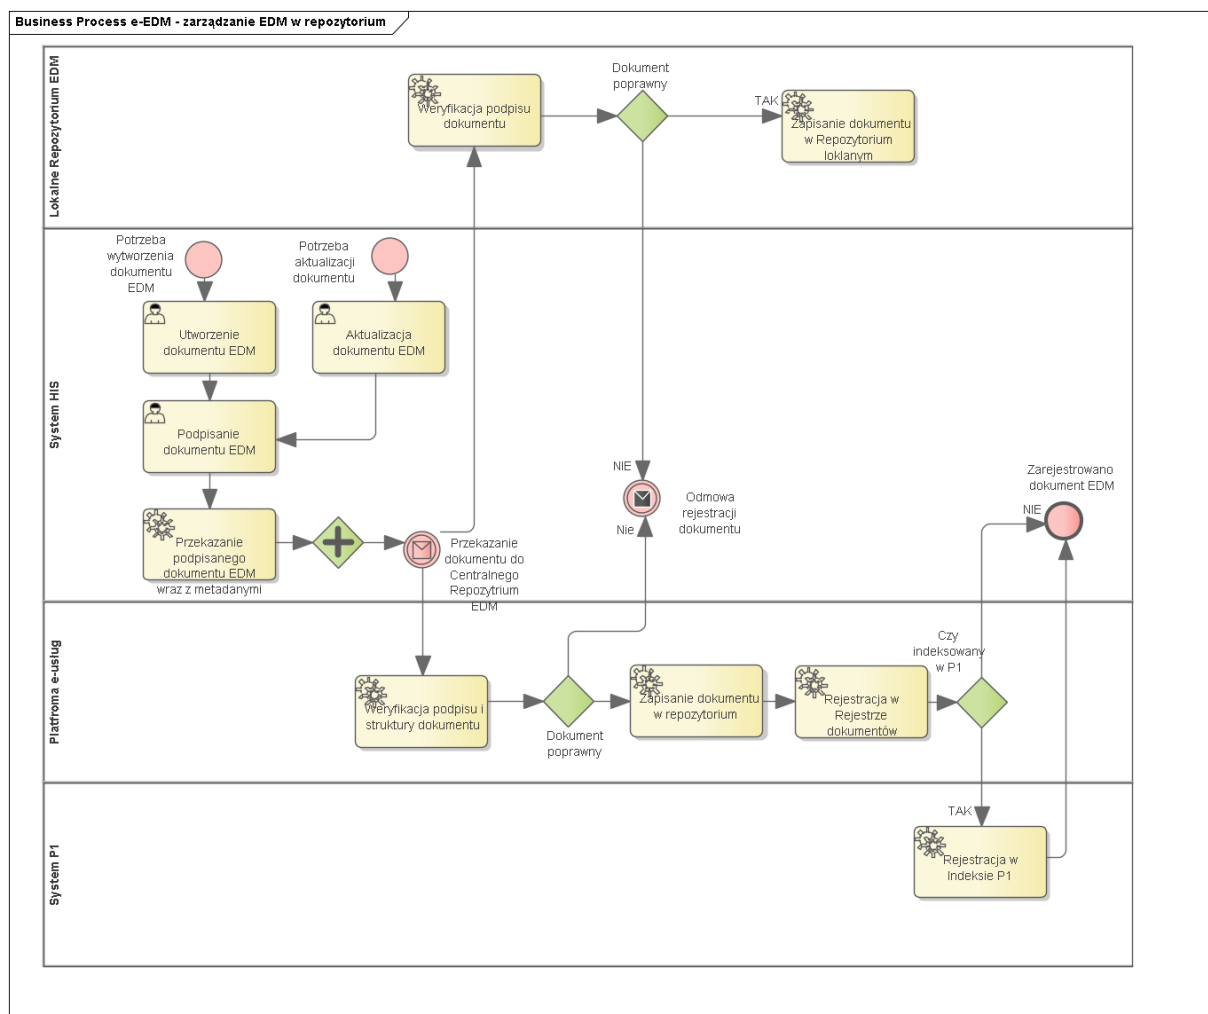 Business Process e-EDM - zarządzanie EDM w repozytorium
Lokalne Repozytorium EDM
Weryfikacja podpisu
dokumentu
Dokument
poprawny
TAK
Zapisanie dokumentu
w Repozytorium
loklanym
System HIS
Potrzeba
wytworzenia
dokumentu
EDM
Potrzeba
aktualizacji
dokumentu
Utworzenie
dokumentu EDM
Aktualizacja
dokumentu EDM
Podpisanie
dokumentu EDM
Przekazanie
podpisanego
dokumentu EDM
wraz z metadanymi
Przekazanie
dokumentu do
Centralnego
Repozytrium
EDM
NIE
Odmowa
rejestracji
dokumentu
Nie
Zarejestrowano
dokument EDM
NIE
Platfroma e-usług
Weryfikacja podpisu i
struktury dokumentu
Dokument
poprawny
Zapisanie dokumentu
w repozytorium
Rejestracja w
Rejestrze
dokumentów
Czy
indeksowany
w P1
System P1
TAK
Rejestracja w
Indeksie P1